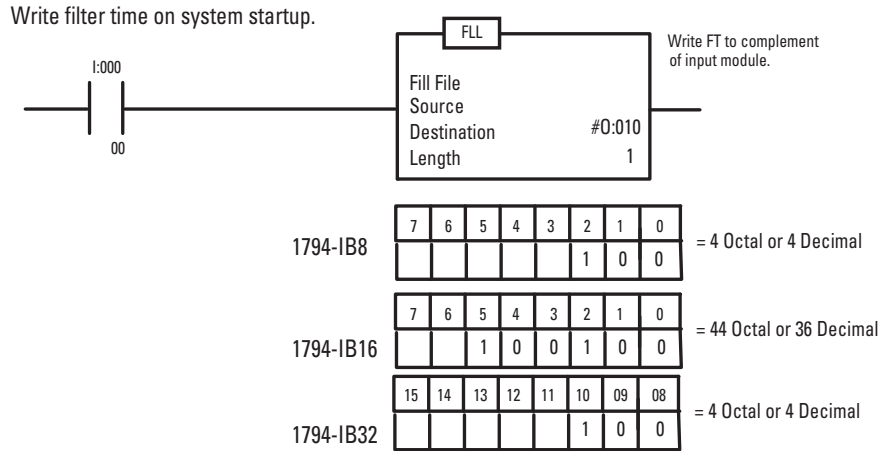 Write filter time on system startup.
FLL
Write FT to complement
of input module.
I:000
00
Fill File
Source
Destination #O:010
Length 1
1794-IB8
7 6 5 4 3 2 1 0
1 0 0
= 4 Octal or 4 Decimal
1794-IB16
7 6 5 4 3 2 1 0
1 0 0 1 0 0
= 44 Octal or 36 Decimal
1794-IB32
15 14 13 12 11 10 09 08
1 0 0
= 4 Octal or 4 Decimal